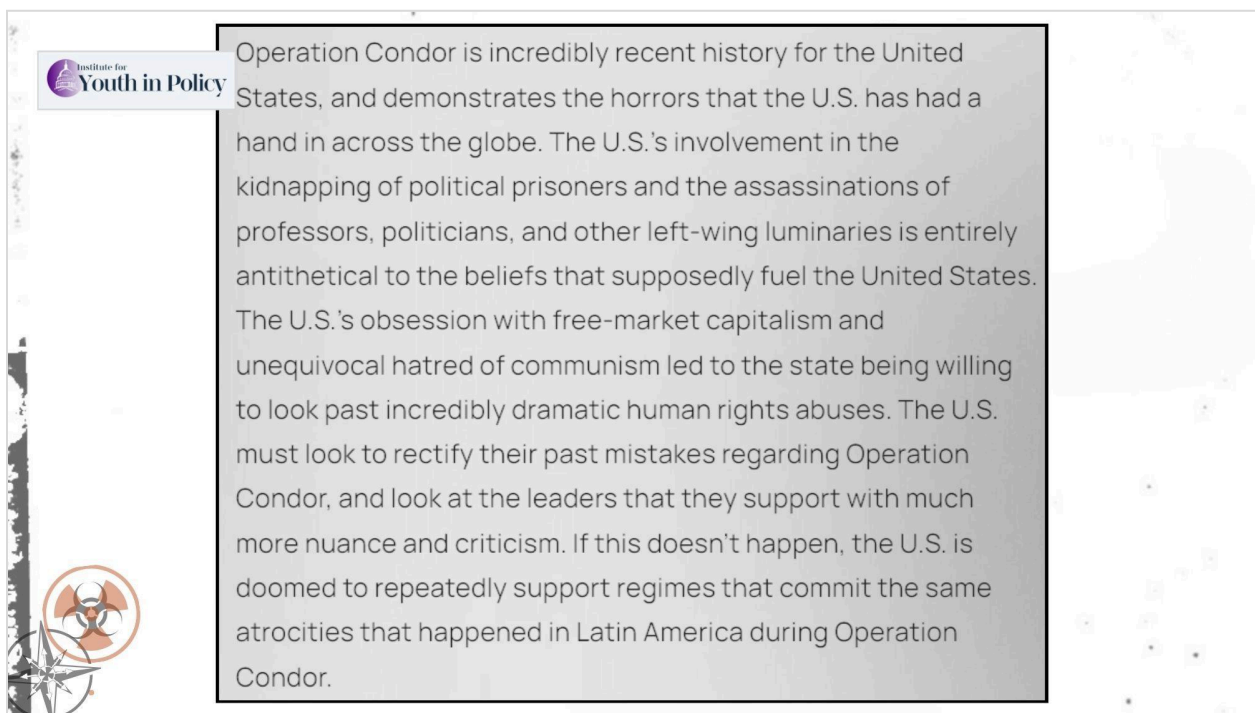 Institute for
Youth in Policy
Operation Condor is incredibly recent history for the United
States, and demonstrates the horrors that the U.S. has had a
hand in across the globe. The U.S.'s involvement in the
kidnapping of political prisoners and the assassinations of
professors, politicians, and other left-wing luminaries is entirely
antithetical to the beliefs that supposedly fuel the United States.
The U.S.'s obsession with free-market capitalism and
unequivocal hatred of communism led to the state being willing
to look past incredibly dramatic human rights abuses. The U.S.
must look to rectify their past mistakes regarding Operation
Condor, and look at the leaders that they support with much
more nuance and criticism. If this doesn't happen, the U.S. is
doomed to repeatedly support regimes that commit the same
atrocities that happened in Latin America during Operation
Condor.